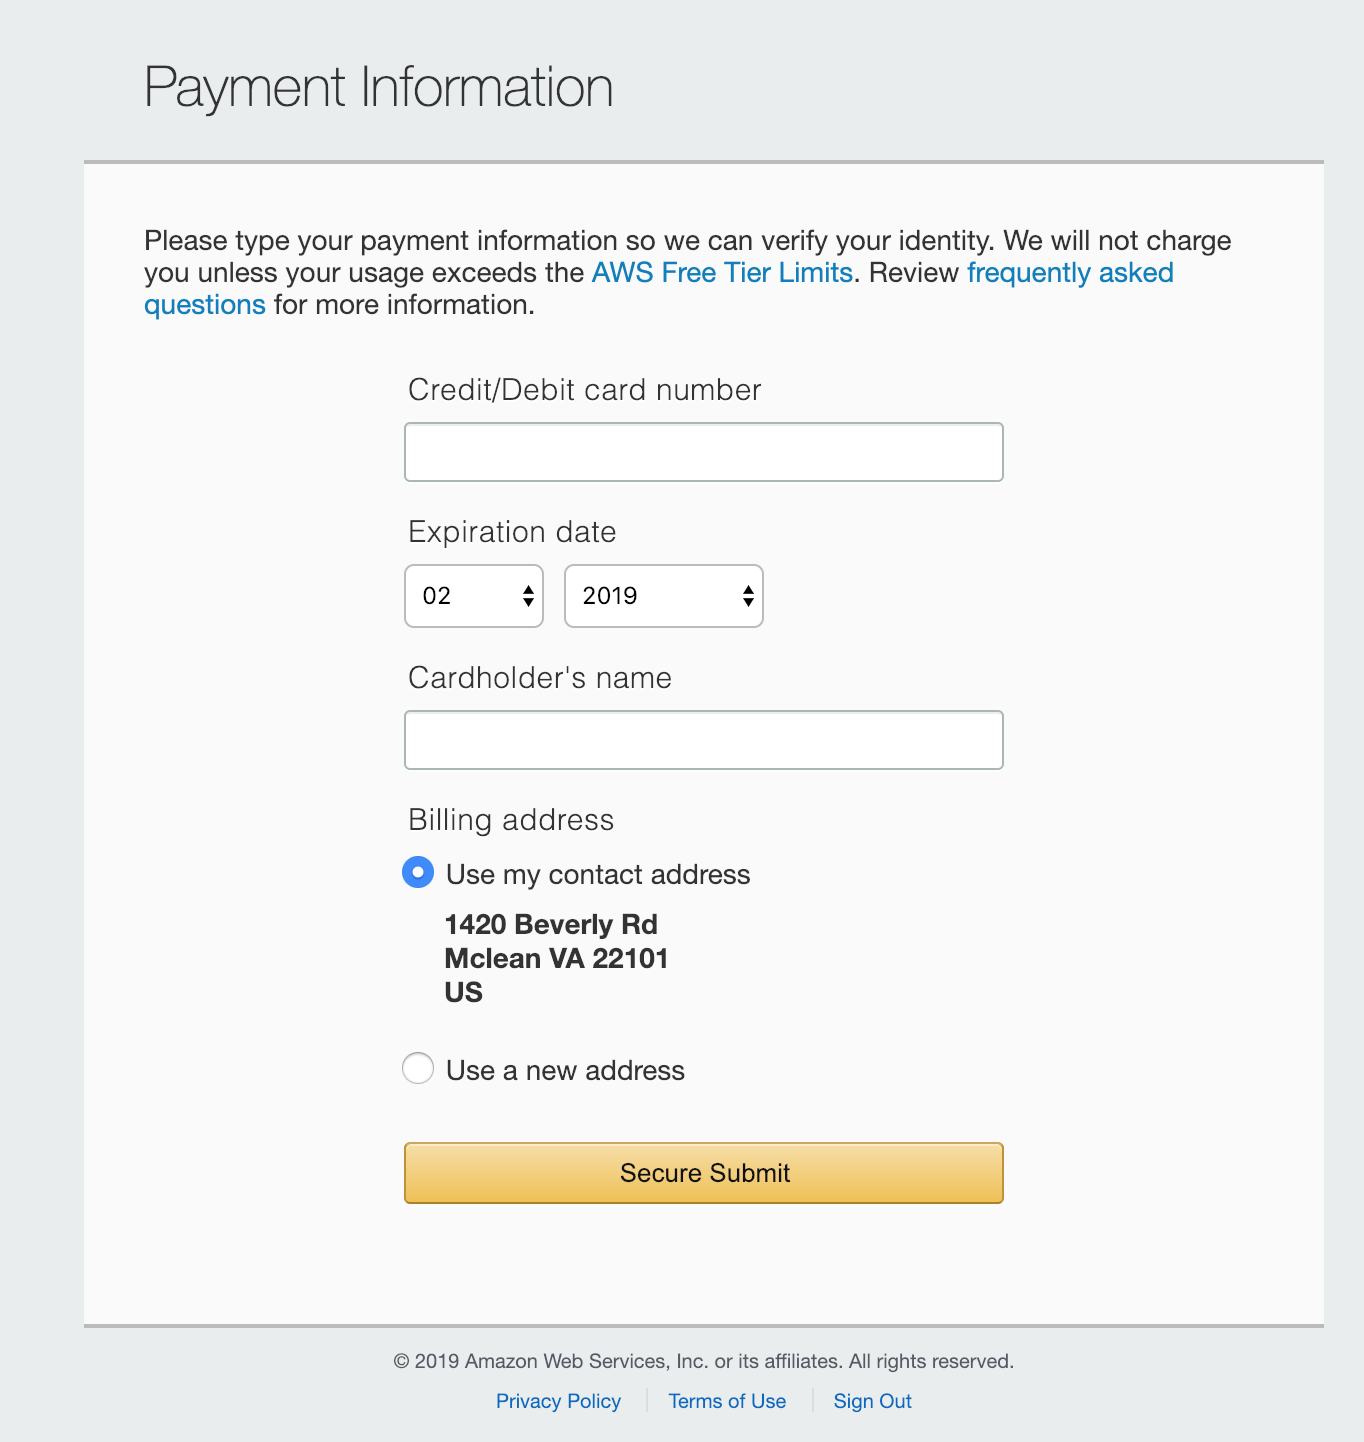 Payment Information
Please type your payment information so we can verify your identity. We will not charge
you unless your usage exceeds the AWS Free Tier Limits. Review frequently asked
questions for more information.
Credit/Debit card number
Expiration date
02 2019
Cardholder's name
Billing address
Use my contact address
1420 Beverly Rd
Mclean VA 22101
US
Use a new address
Secure Submit
© 2019 Amazon Web Services, Inc. or its affiliates. All rights reserved.
Privacy Policy Terms of Use Sign Out